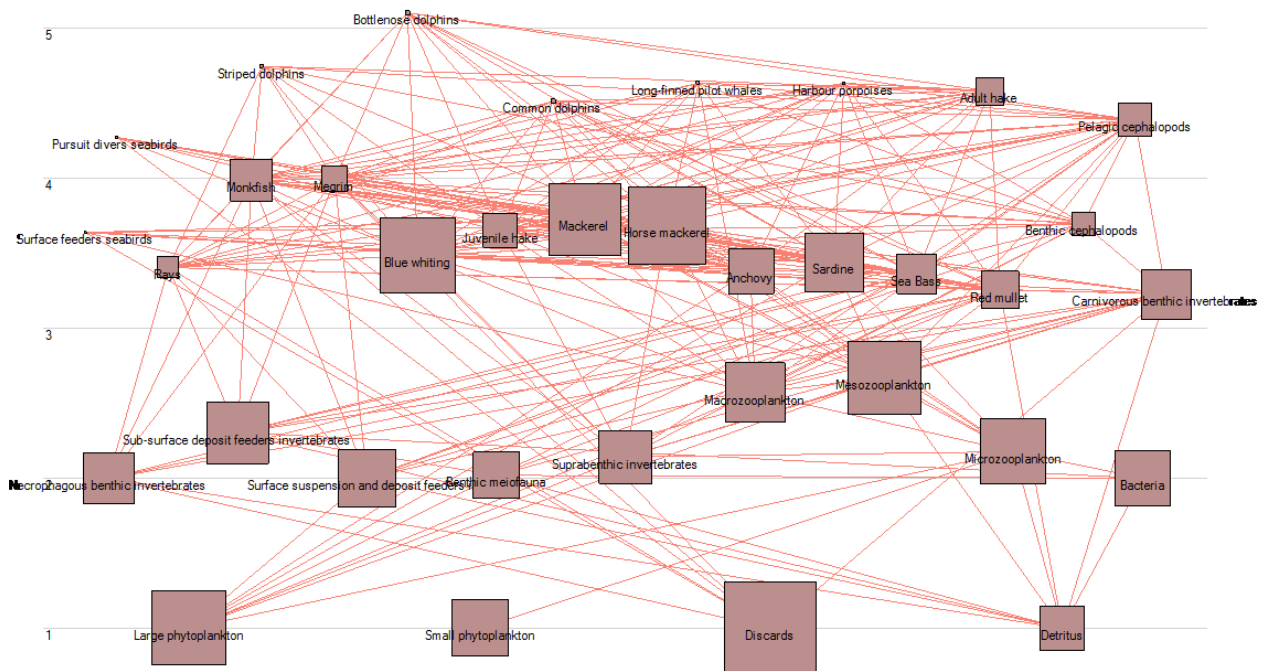 Bottlenose dolphins
5
Striped dolphins
Long-finned pilot whales
Harbour porpoises
Adult hake
Common dolphins
Pelagic cephalopods
Pursuit divers seabirds
4
Monkfish
Megrim
Mackerel
Horse mackerel
Benthic cephalopods
Surface feeders seabirds
Juvenile hake
Blue whiting
Rays
Anchovy
Sardine
Sea Bass
Red mullet
Carnivorous benthic invertebrates
3
Mesozooplankton
Macrozooplankton
Sub-surface deposit feeders invertebrates
Suprabenthic invertebrates
Microzooplankton
2
Necrophagous benthic invertebrates
Surface suspension and deposit feeders
Benthic meiofauna
Bacteria
1
Large phytoplankton
Small phytoplankton
Discards
Detritus